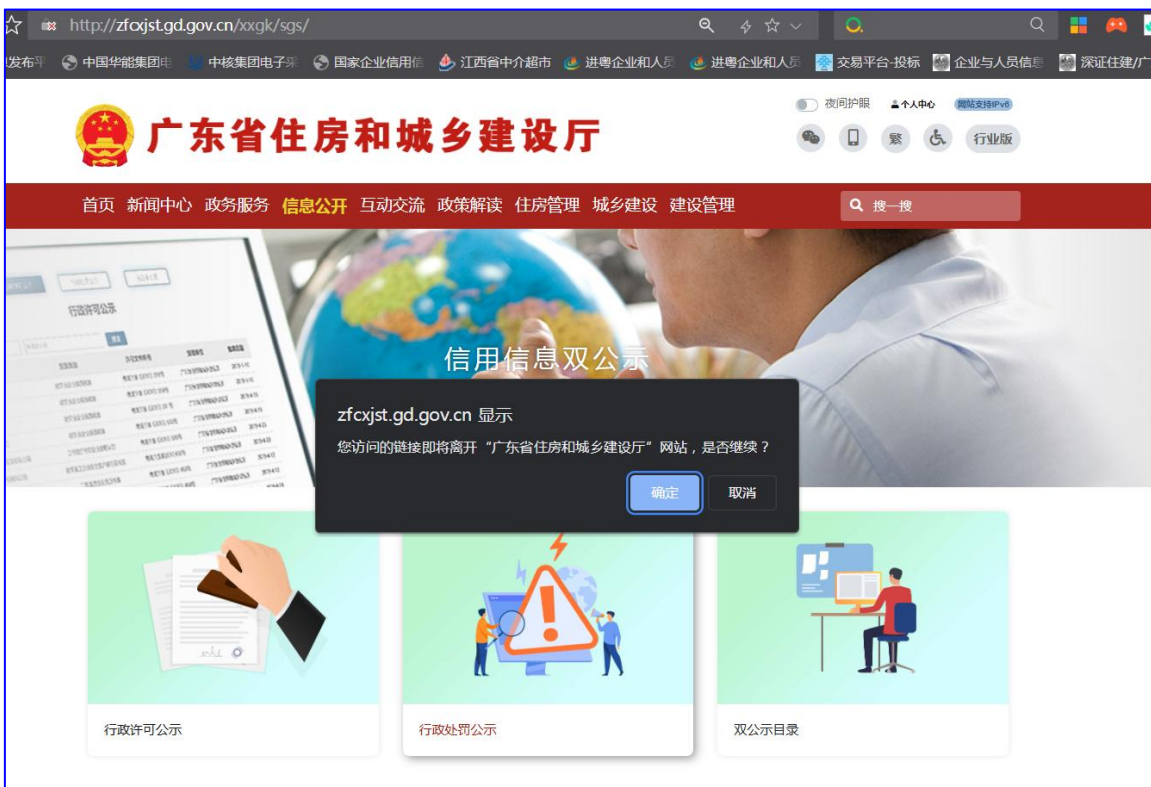 http://zfcxjst.gd.gov.cn/xxgk/sgs/
发布平 中国华能集团电 中核集团电子采 国家企业信用信 江西省中介超市 进粤企业和人员 进粤企业和人员 交易平台-投标 企业与人员信息 深证住建/广
夜间护眼 个人中心 网站支持IPv6
广东省住房和城乡建设厅
繁 行业版
首页 新闻中心 政务服务 信息公开 互动交流 政策解读 住房管理 城乡建设 建设管理 搜一搜
行政许可公示
信用信息双公示
zfcxjst.gd.gov.cn 显示
您访问的链接即将离开“广东省住房和城乡建设厅”网站，是否继续？
确定 取消
行政许可公示 行政处罚公示 双公示目录